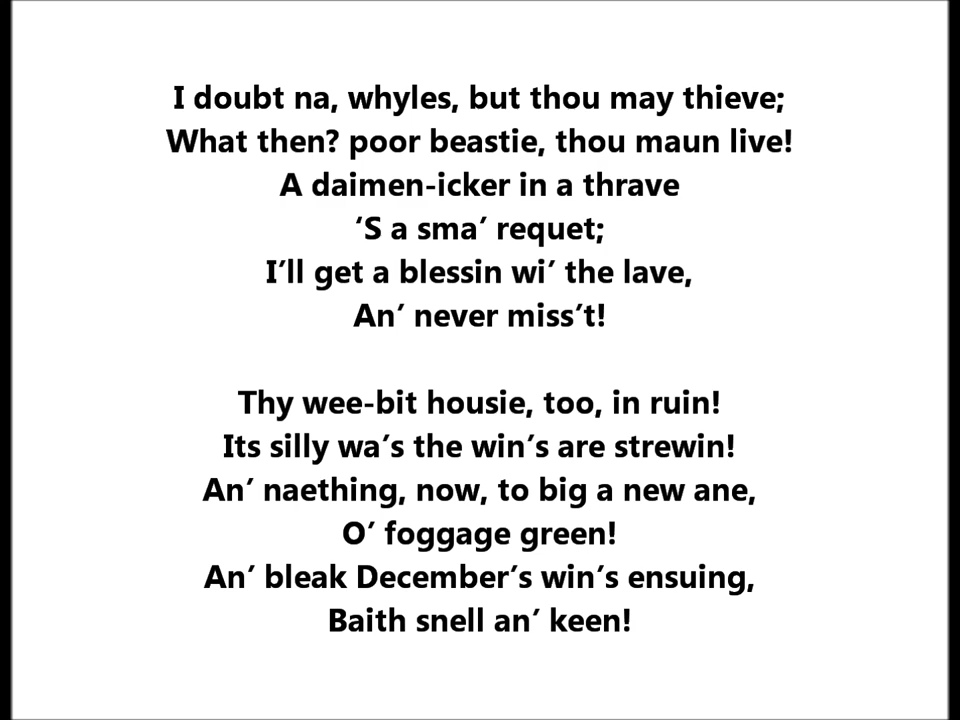 I doubt na, whyles, but thou may thieve;
What then? poor beastie, thou maun live!
A daimen-icker in a thrave
‘S a sma’ requet;
I’ll get a blessin wi’ the lave,
An’ never miss’t!
Thy wee-bit housie, too, in ruin!
Its silly wa’s the win’s are strewin!
An’ naething, now, to big a new ane,
O’ foggage green!
An’ bleak December’s win’s ensuing,
Baith snell an’ keen!